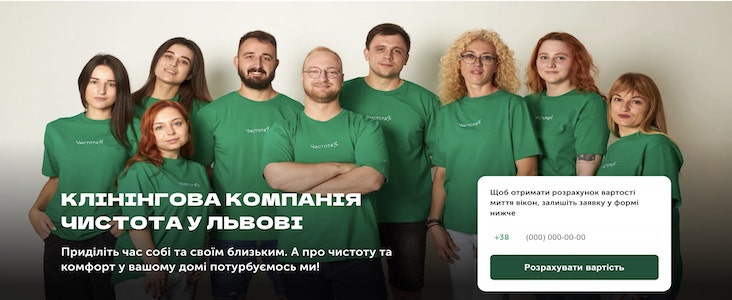 Чистота
Чистота
Чистота
Чистота
Чистота
Чистота
КЛІНІНГОВА КОМПАНІЯ
ЧИСТОТА У ЛЬВОВІ
Приділіть час собі та своїм близьким. А про чистоту та
комфорт у вашому домі потурбуємось ми!
Щоб отримати розрахунок вартості
миття вікон, залишіть заявку у формі
нижче
+38 (000) 000-00-00
Розрахувати вартість